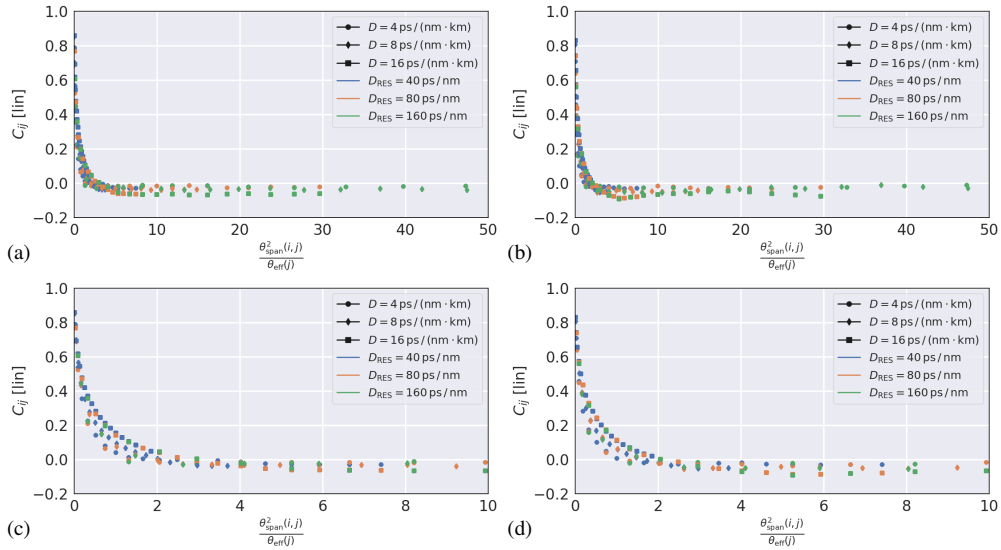 1.0
0.8
0.6
0.4
0.2
0.0
−0.2
C_ij [lin]
0 10 20 30 40 50
θ²_span(i, j)
θ_eff(j)
D = 4 ps / (nm · km)
D = 8 ps / (nm · km)
D = 16 ps / (nm · km)
D_RES = 40 ps / nm
D_RES = 80 ps / nm
D_RES = 160 ps / nm
(a)
1.0
0.8
0.6
0.4
0.2
0.0
−0.2
C_ij [lin]
0 10 20 30 40 50
θ²_span(i, j)
θ_eff(j)
D = 4 ps / (nm · km)
D = 8 ps / (nm · km)
D = 16 ps / (nm · km)
D_RES = 40 ps / nm
D_RES = 80 ps / nm
D_RES = 160 ps / nm
(b)
1.0
0.8
0.6
0.4
0.2
0.0
−0.2
C_ij [lin]
0 2 4 6 8 10
θ²_span(i, j)
θ_eff(j)
D = 4 ps / (nm · km)
D = 8 ps / (nm · km)
D = 16 ps / (nm · km)
D_RES = 40 ps / nm
D_RES = 80 ps / nm
D_RES = 160 ps / nm
(c)
1.0
0.8
0.6
0.4
0.2
0.0
−0.2
C_ij [lin]
0 2 4 6 8 10
θ²_span(i, j)
θ_eff(j)
D = 4 ps / (nm · km)
D = 8 ps / (nm · km)
D = 16 ps / (nm · km)
D_RES = 40 ps / nm
D_RES = 80 ps / nm
D_RES = 160 ps / nm
(d)